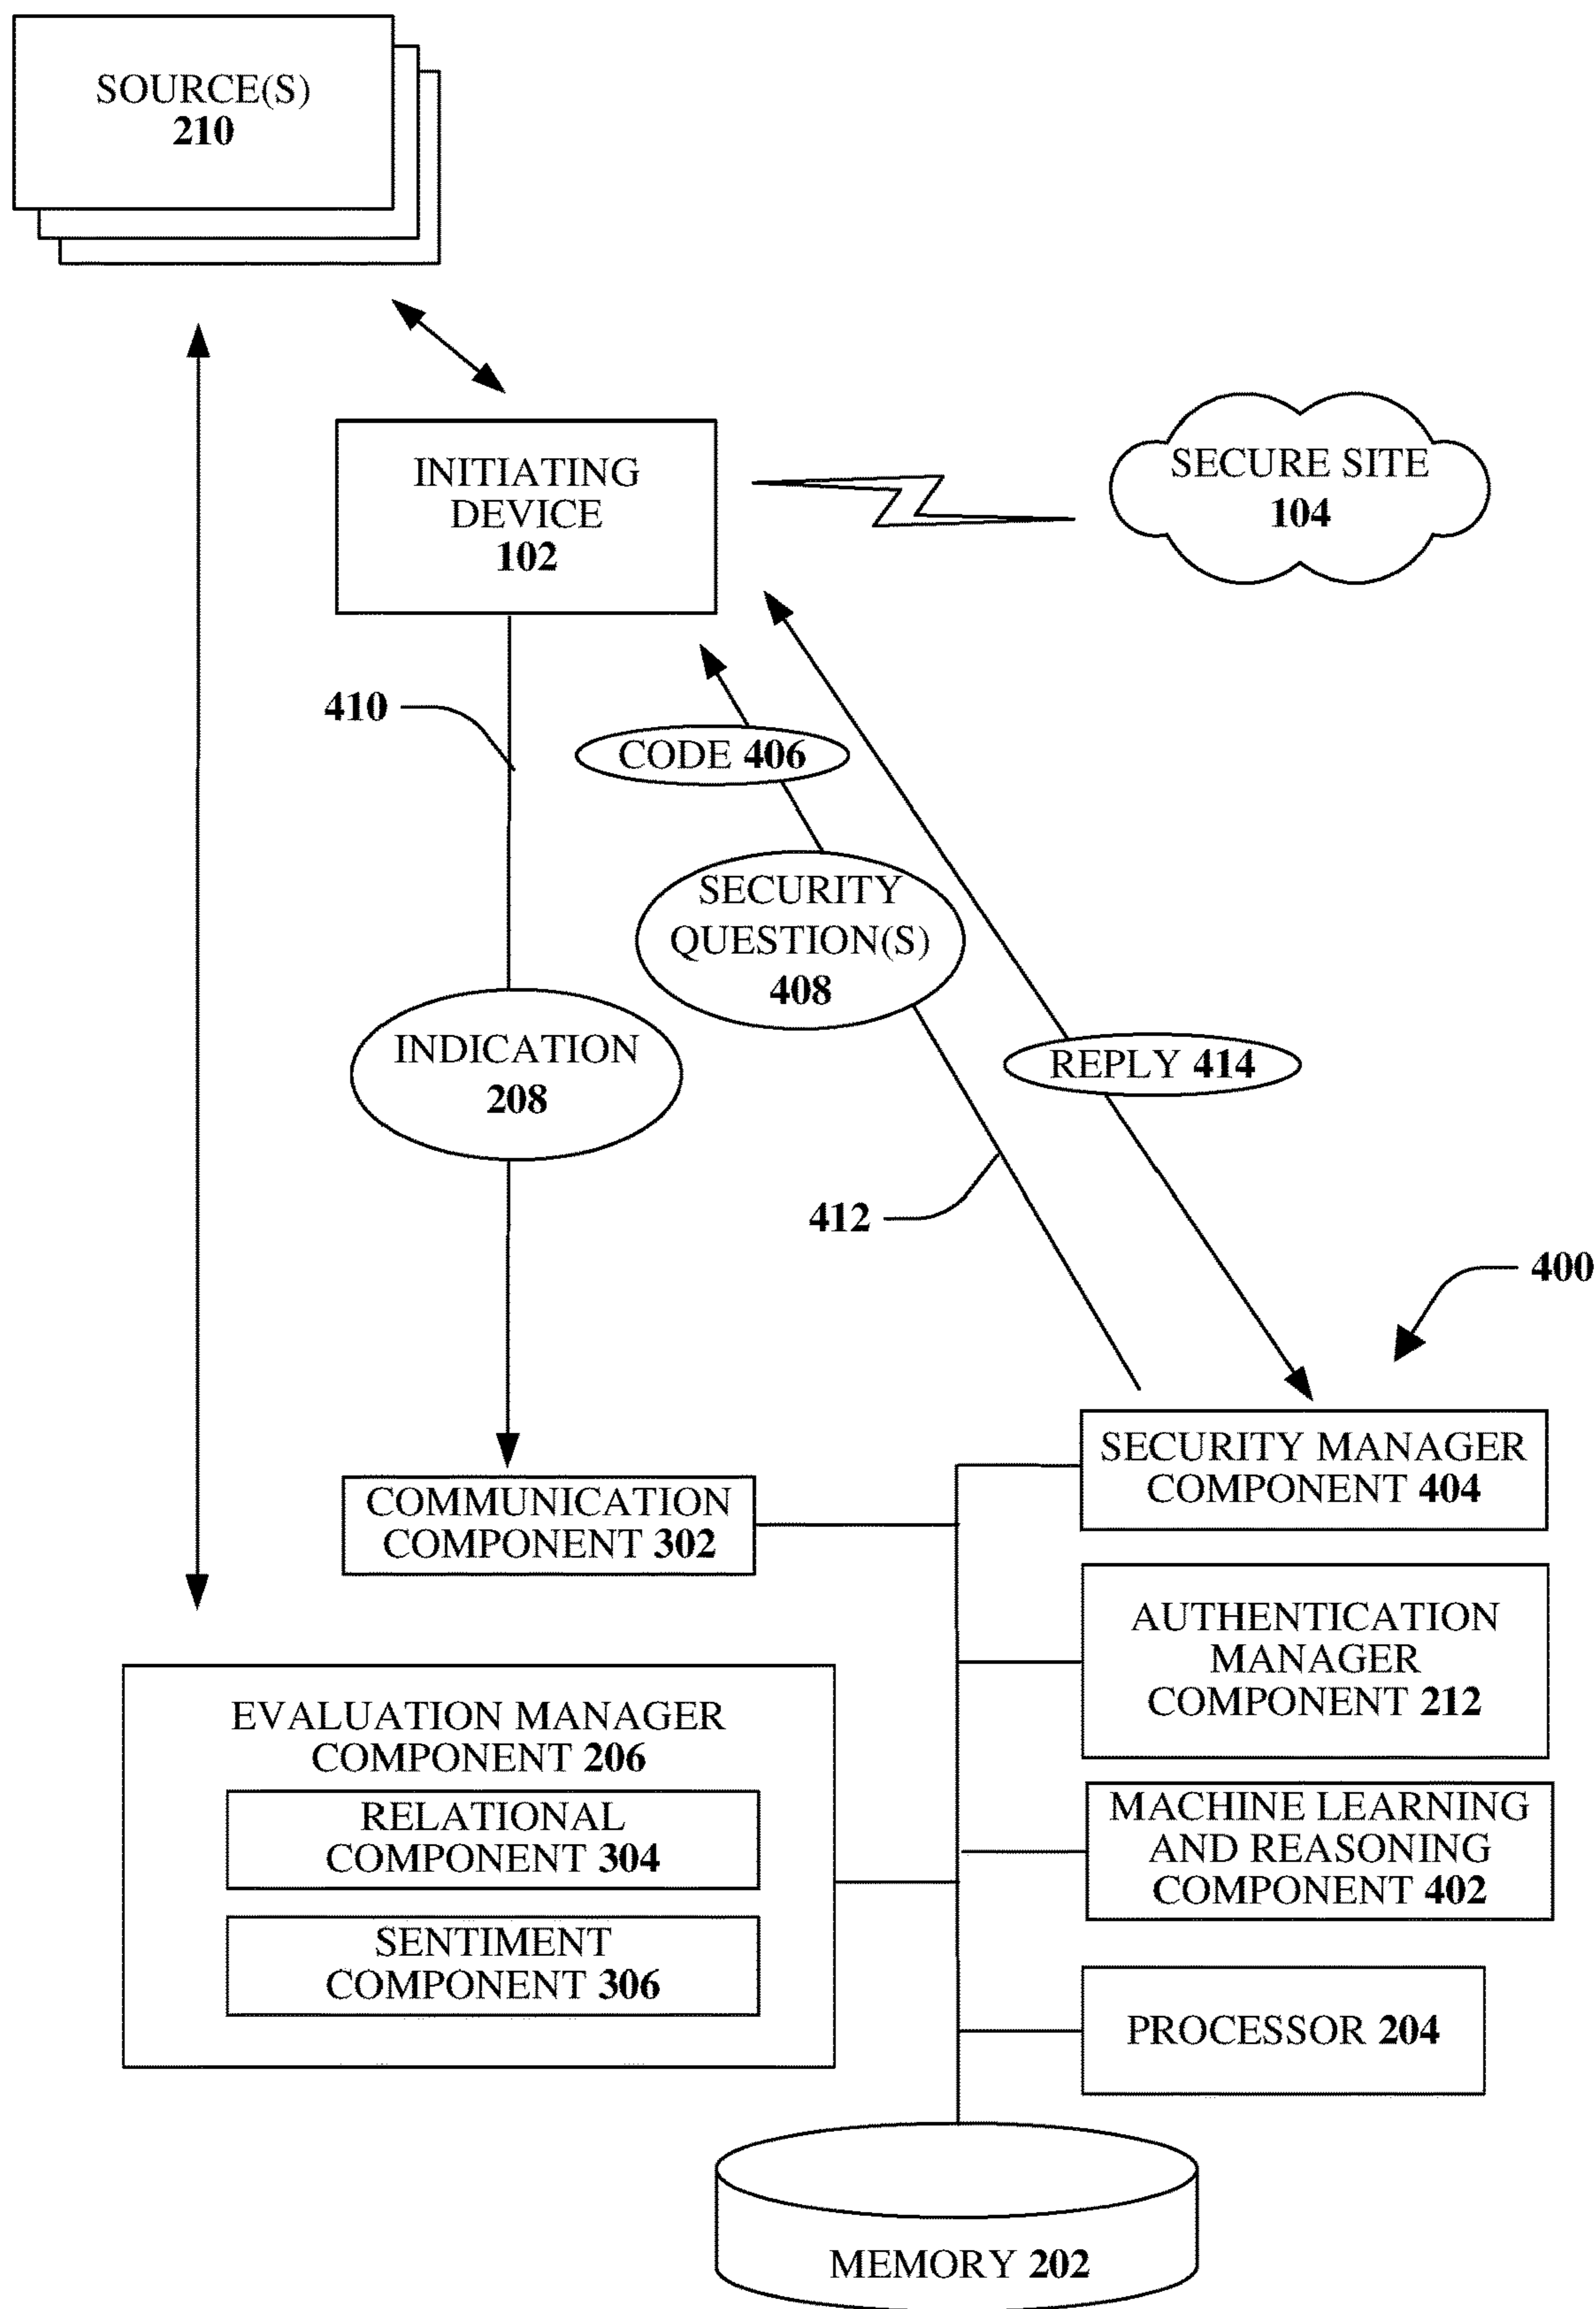 SOURCE(S)
210
INITIATING
DEVICE
102
SECURE SITE
104
410
CODE 406
SECURITY
QUESTION(S)
408
INDICATION
208
REPLY 414
412
400
SECURITY MANAGER
COMPONENT 404
COMMUNICATION
COMPONENT 302
AUTHENTICATION
MANAGER
COMPONENT 212
EVALUATION MANAGER
COMPONENT 206
RELATIONAL
COMPONENT 304
SENTIMENT
COMPONENT 306
MACHINE LEARNING
AND REASONING
COMPONENT 402
PROCESSOR 204
MEMORY 202